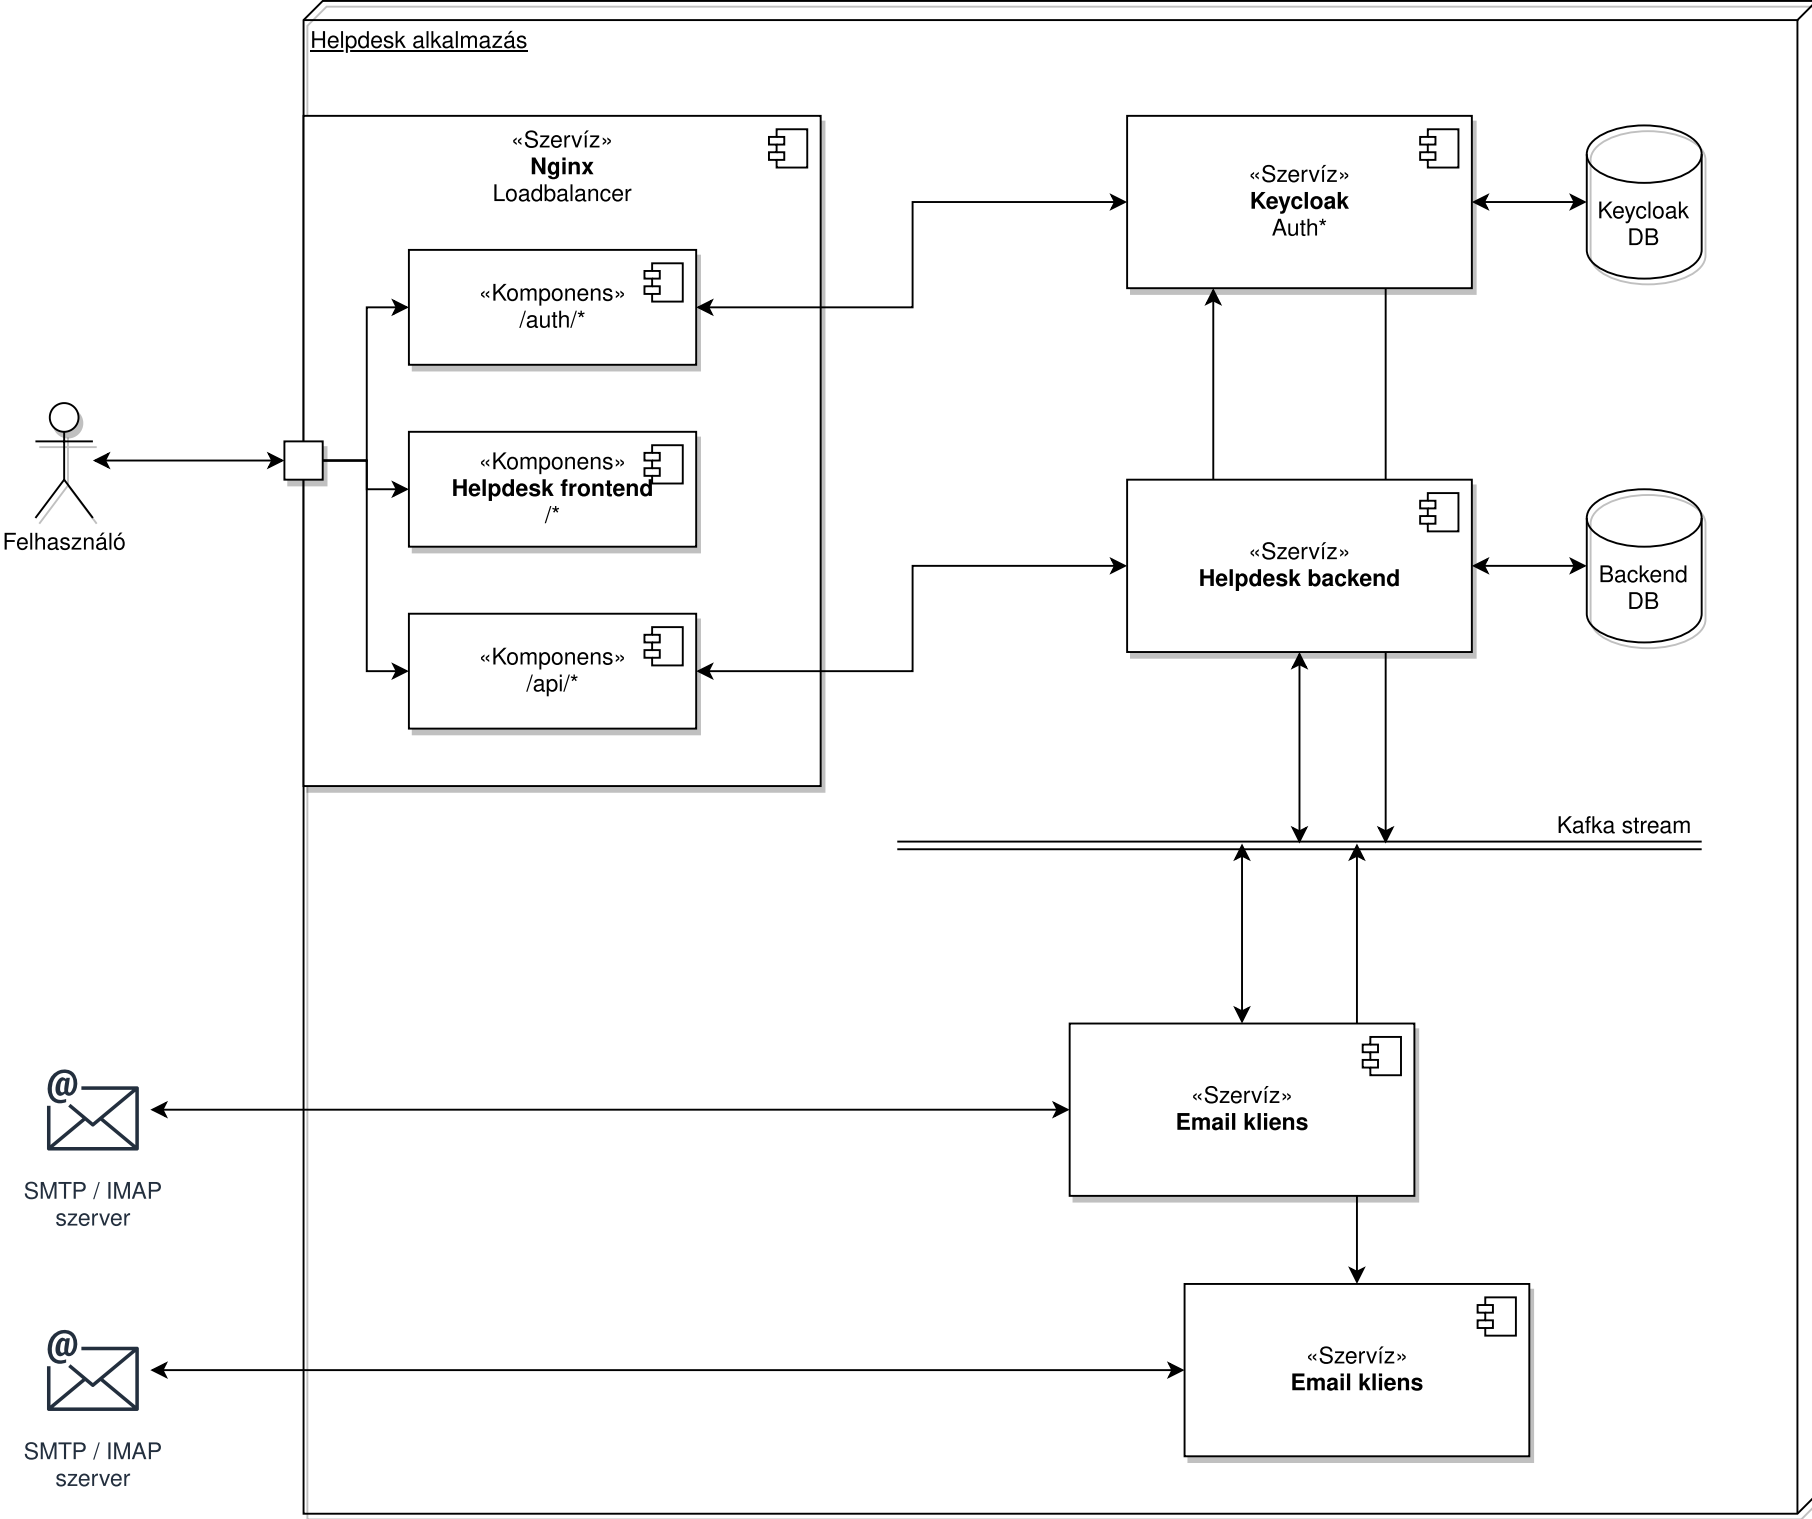 Helpdesk alkalmazás
«Szervíz»
Nginx
Loadbalancer
«Komponens»
/auth/*
«Komponens»
Helpdesk frontend
/*
«Komponens»
/api/*
Felhasználó
«Szervíz»
Keycloak
Auth*
Keycloak
DB
«Szervíz»
Helpdesk backend
Backend
DB
Kafka stream
«Szervíz»
Email kliens
@
SMTP / IMAP
szerver
«Szervíz»
Email kliens
@
SMTP / IMAP
szerver